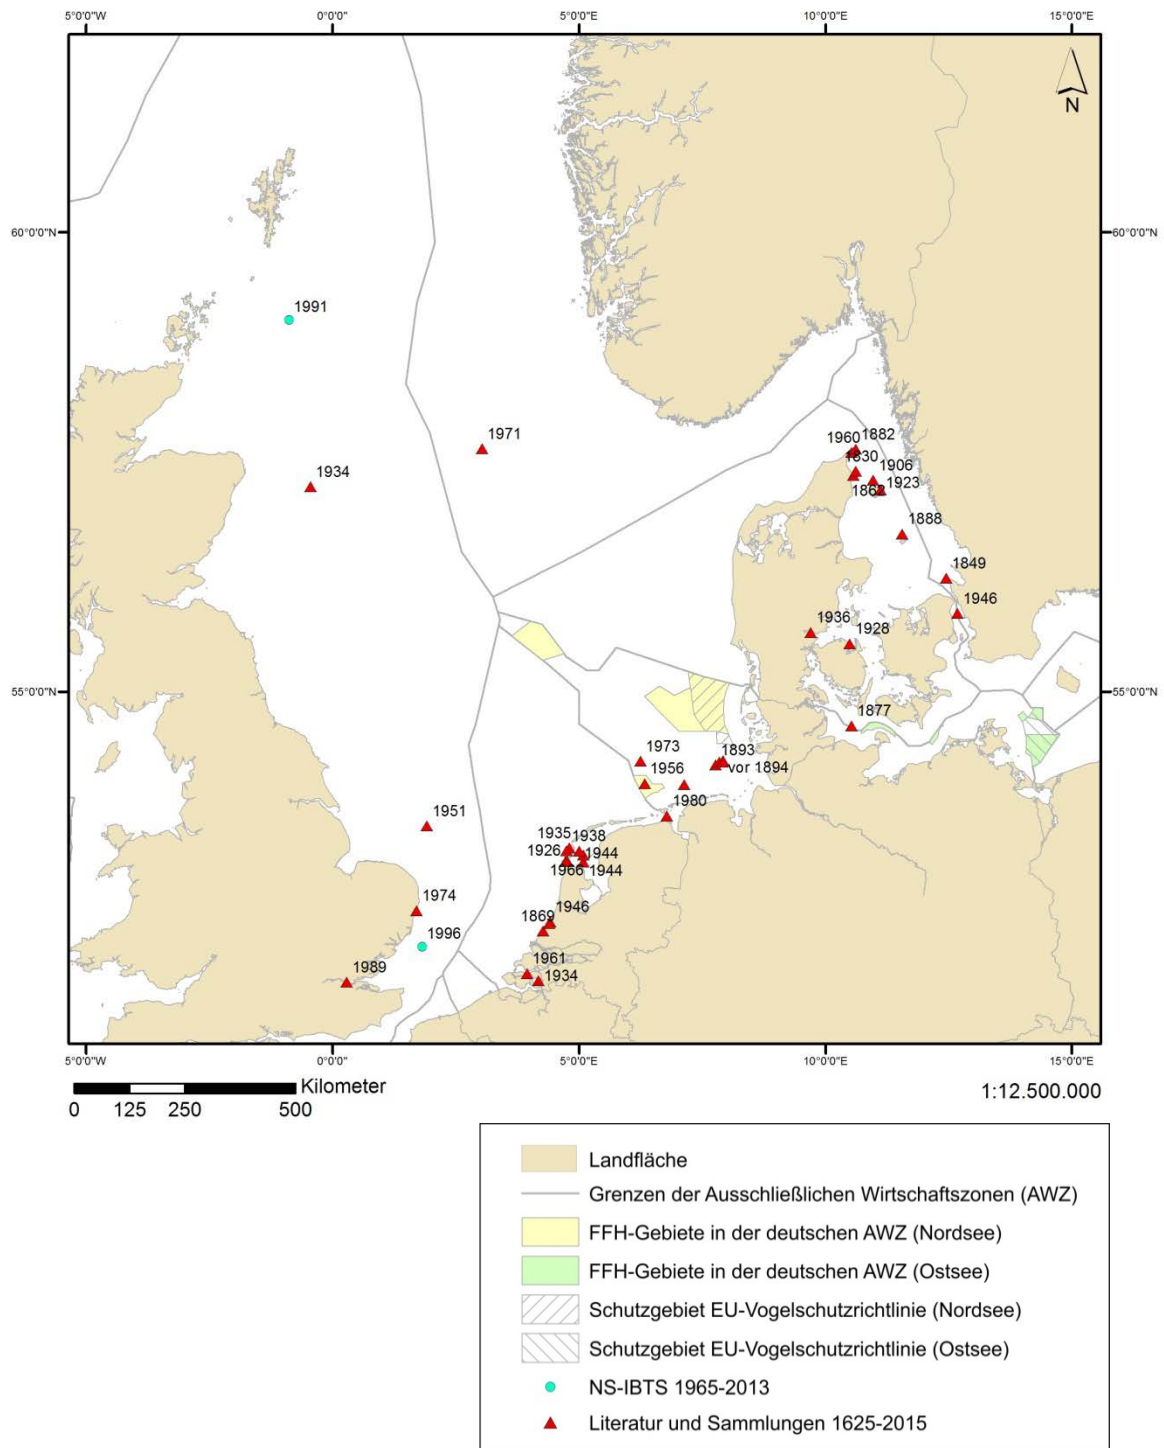 5°0'0"W 0°0'0" 5°0'0"E 10°0'0"E 15°0'0"E
N
60°0'0"N 60°0'0"N
1991
1971
1934
1960 1882
1830
1906
1862 1923
1888
1849
1946
1936
1928
55°0'0"N 55°0'0"N
1877
1973 1893
1956 vor 1894
1980
1951
1935 1938
1926 1944
1966 1944
1974
1946
1869
1996
1961
1989
1934
5°0'0"W 0°0'0" 5°0'0"E 10°0'0"E 15°0'0"E
Kilometer
0 125 250 500
1:12.500.000
Landfläche
Grenzen der Ausschließlichen Wirtschaftszonen (AWZ)
FFH-Gebiete in der deutschen AWZ (Nordsee)
FFH-Gebiete in der deutschen AWZ (Ostsee)
Schutzgebiet EU-Vogelschutzrichtlinie (Nordsee)
Schutzgebiet EU-Vogelschutzrichtlinie (Ostsee)
NS-IBTS 1965-2013
Literatur und Sammlungen 1625-2015